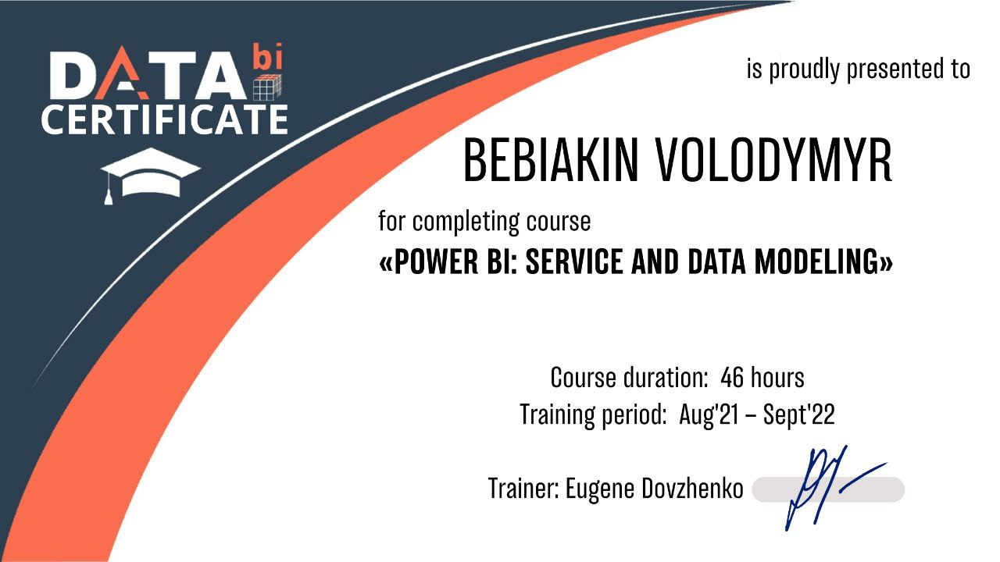 DATA bi
CERTIFICATE
is proudly presented to
BEBIAKIN VOLODYMYR
for completing course
«POWER BI: SERVICE AND DATA MODELING»
Course duration: 46 hours
Training period: Aug'21 – Sept'22
Trainer: Eugene Dovzhenko